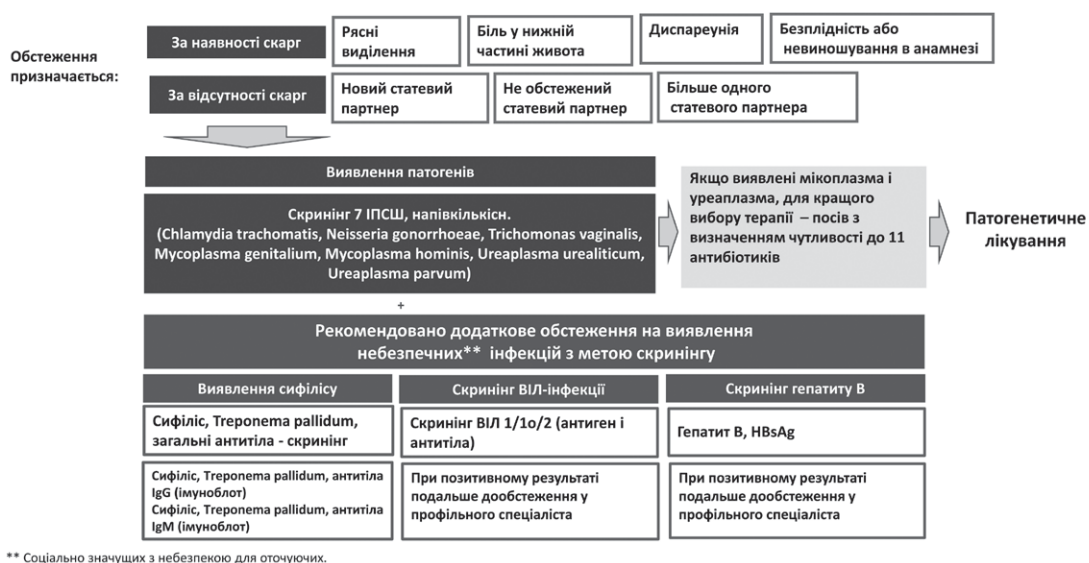 Обстеження
призначається:
За наявності скарг
Рясні
виділення
Біль у нижній
частині живота
Диспареунія
Безплідність або
невиношування в анамнезі
За відсутності скарг
Новий статевий
партнер
Не обстежений
статевий партнер
Більше одного
статевого партнера
Виявлення патогенів
Скринінг 7 ІПСШ, напівкількісн.
(Chlamydia trachomatis, Neisseria gonorrhoeae, Trichomonas vaginalis,
Mycoplasma genitalium, Mycoplasma hominis, Ureaplasma urealiticum,
Ureaplasma parvum)
Якщо виявлені мікоплазма і
уреаплазма, для кращого
вибору терапії – посів з
визначенням чутливості до 11
антибіотиків
Патогенетичне
лікування
+
Рекомендовано додаткове обстеження на виявлення
небезпечних** інфекцій з метою скринінгу
Виявлення сифілісу
Скринінг ВІЛ-інфекції
Скринінг гепатиту В
Сифіліс, Treponema pallidum,
загальні антитіла - скринінг
Скринінг ВІЛ 1/1о/2 (антиген і
антитіла)
Гепатит В, HBsAg
Сифіліс, Treponema pallidum, антитіла
IgG (імуноблот)
Сифіліс, Treponema pallidum, антитіла
IgM (імуноблот)
При позитивному результаті
подальше дообстеження у
профільного спеціаліста
При позитивному результаті
подальше дообстеження у
профільного спеціаліста
** Соціально значущих з небезпекою для оточуючих.